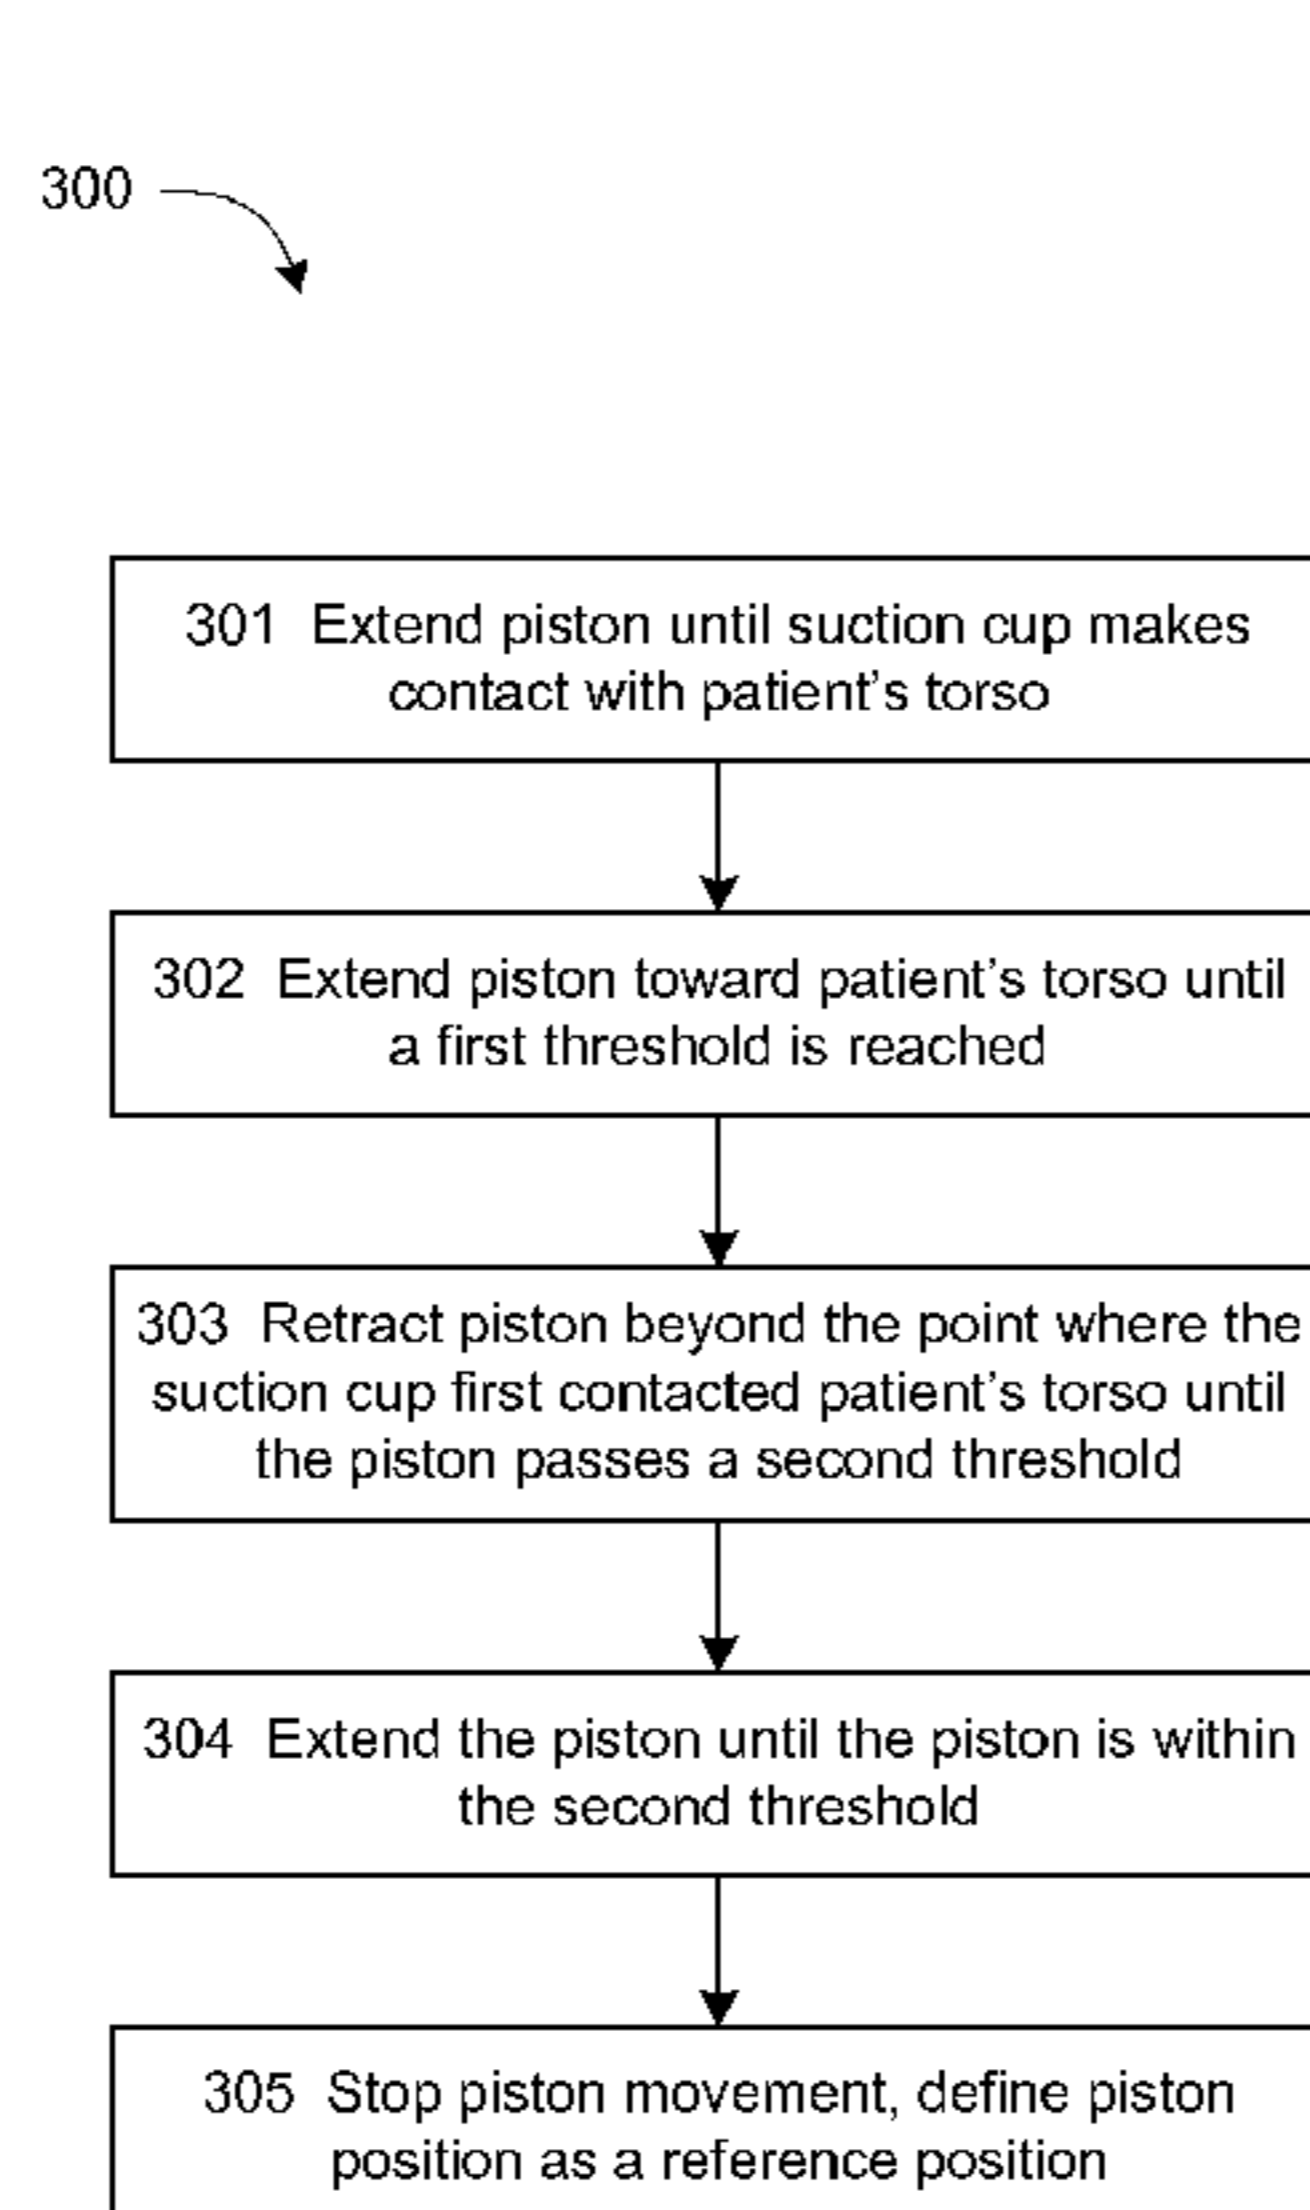 300
301 Extend piston until suction cup makes
contact with patient's torso
302 Extend piston toward patient's torso until
a first threshold is reached
303 Retract piston beyond the point where the
suction cup first contacted patient's torso until
the piston passes a second threshold
304 Extend the piston until the piston is within
the second threshold
305 Stop piston movement, define piston
position as a reference position